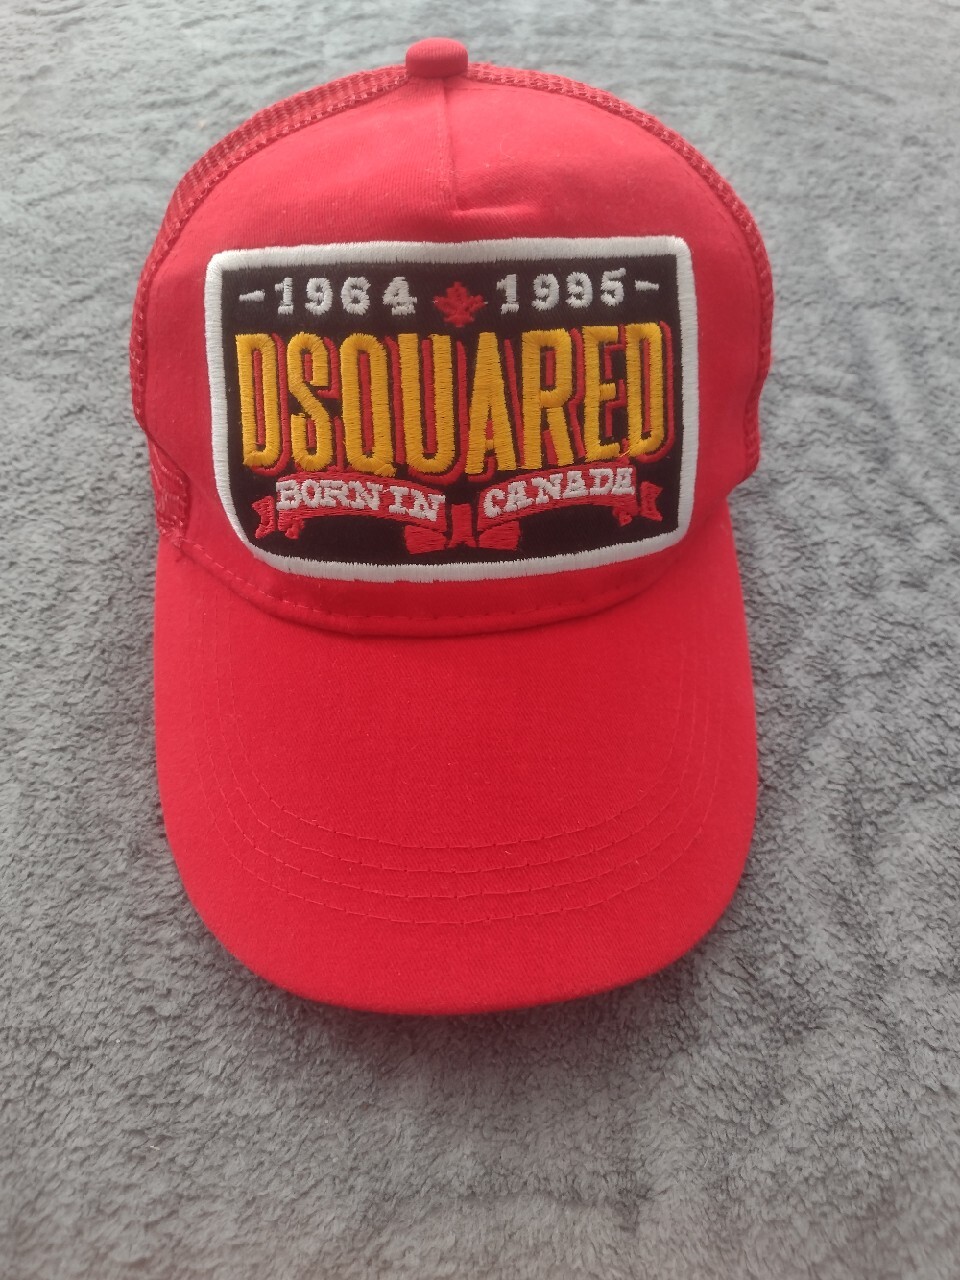 -1964 1995-
DSQUARED
BORN IN CANADA